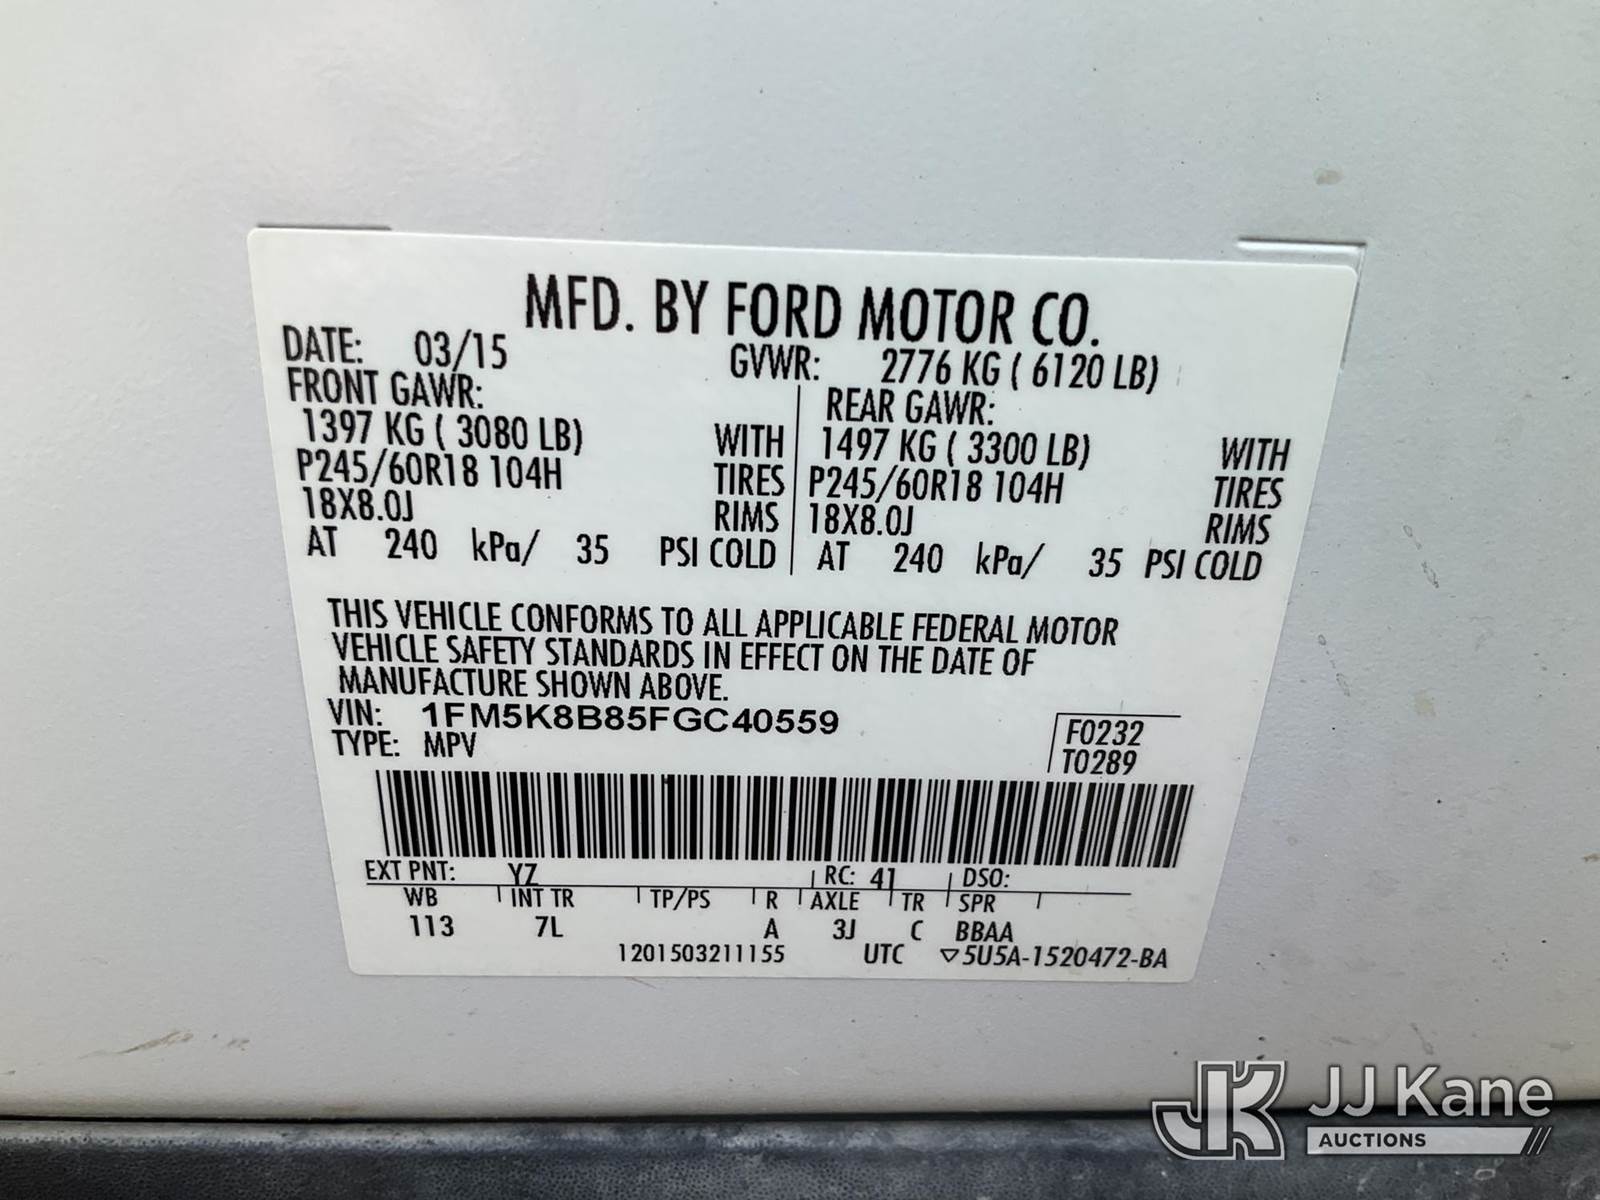 MFD. BY FORD MOTOR CO.
DATE: 03/15 GVWR: 2776 KG ( 6120 LB)
FRONT GAWR: REAR GAWR:
1397 KG ( 3080 LB) WITH 1497 KG ( 3300 LB) WITH
P245/60R18 104H TIRES P245/60R18 104H TIRES
18X8.0J RIMS 18X8.0J RIMS
AT 240 kPa/ 35 PSI COLD AT 240 kPa/ 35 PSI COLD
THIS VEHICLE CONFORMS TO ALL APPLICABLE FEDERAL MOTOR
VEHICLE SAFETY STANDARDS IN EFFECT ON THE DATE OF
MANUFACTURE SHOWN ABOVE.
VIN: 1FM5K8B85FGC40559 F0232
TYPE: MPV T0289
EXT PNT: YZ RC: 41 DSO:
WB INT TR TP/PS R AXLE TR SPR
113 7L A 3J C BBAA
1201503211155 UTC ▽5U5A-1520472-BA
JK JJ Kane
AUCTIONS